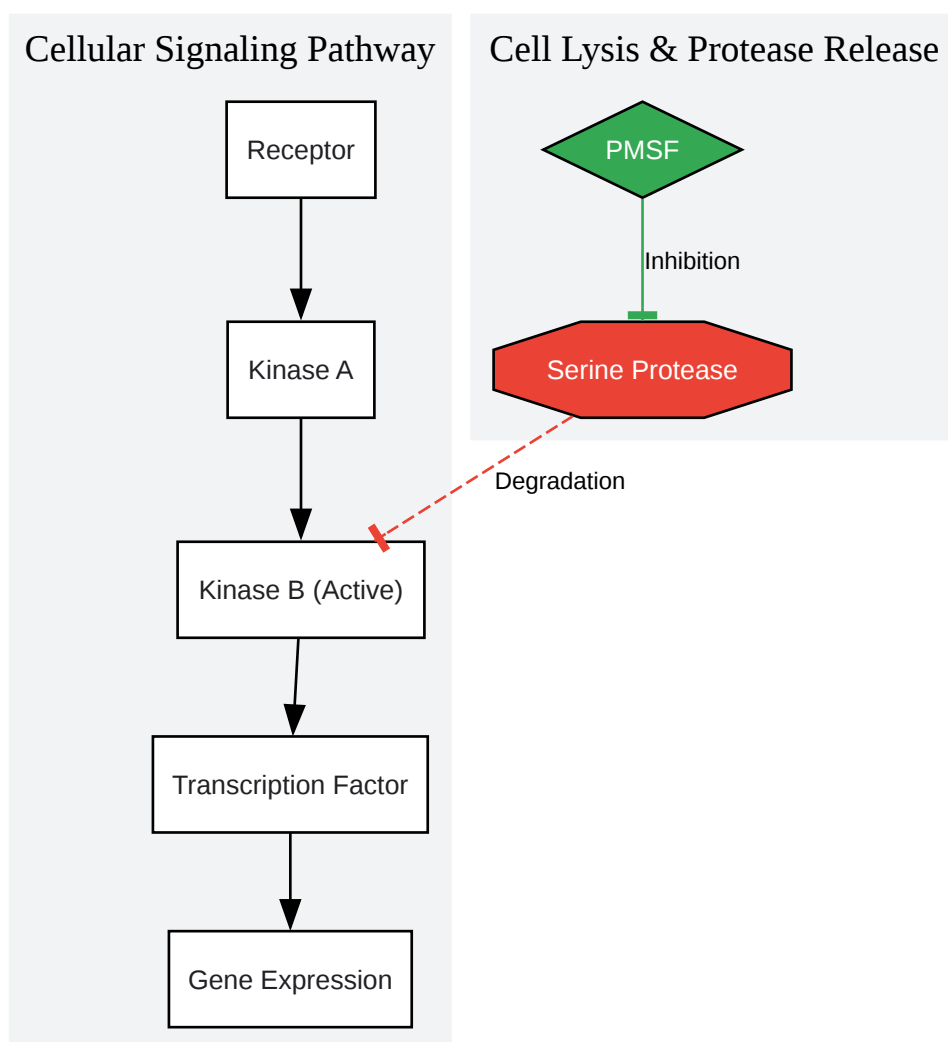 Cellular Signaling Pathway
Receptor
Kinase A
Kinase B (Active)
Transcription Factor
Gene Expression
Cell Lysis & Protease Release
PMSF
Inhibition
Serine Protease
Degradation